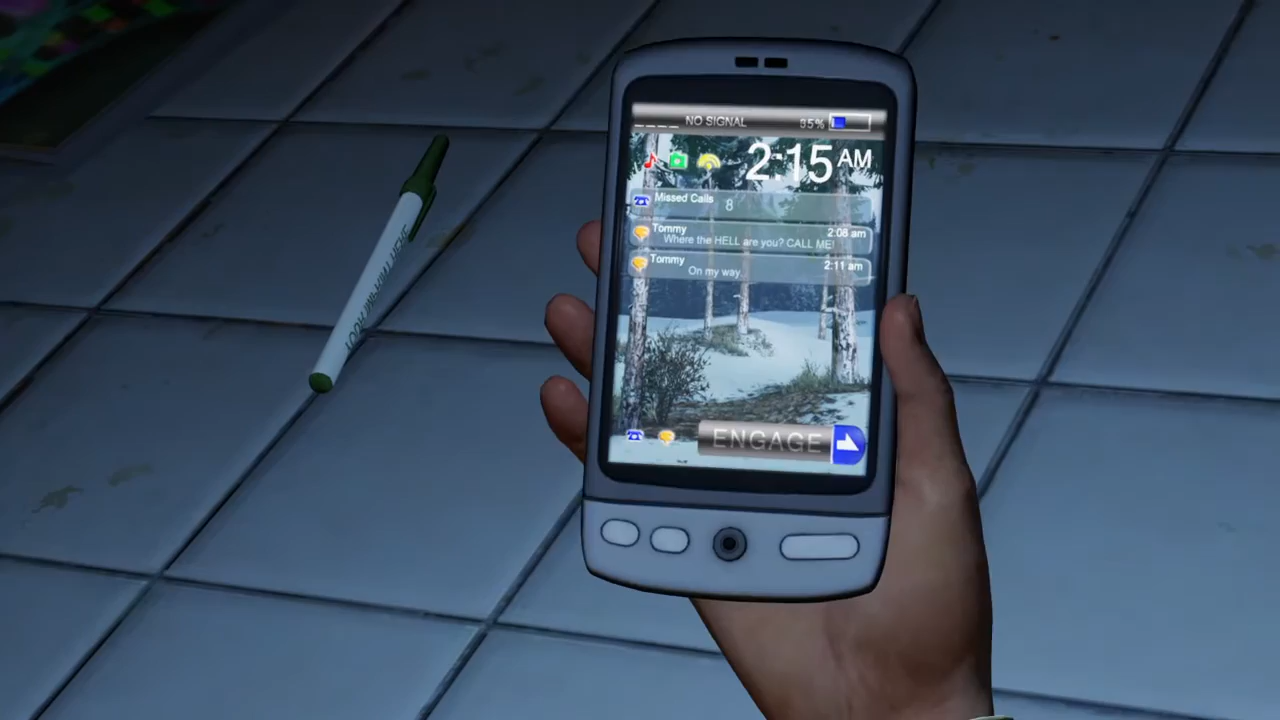 NO SIGNAL 35%
2:15 AM
Missed Calls 8
Tommy 2:08 am
Where the HELL are you? CALL ME!
Tommy 2:11 am
On my way.
ENGAGE